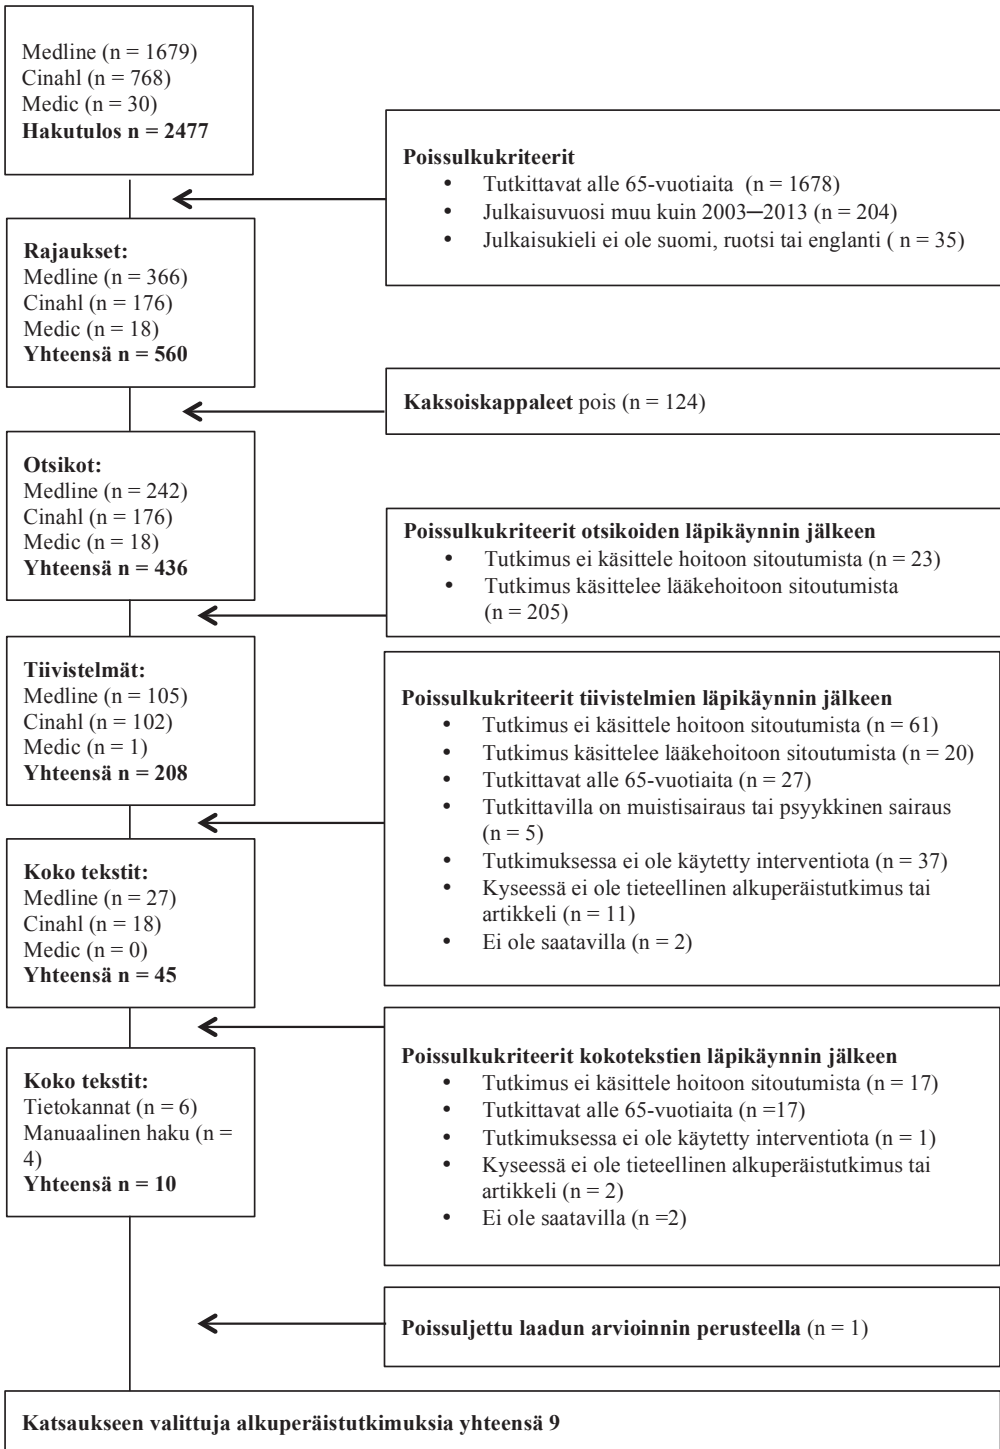 Medline (n = 1679)
Cinahl (n = 768)
Medic (n = 30)
Hakutulos n = 2477
Poissulkukriteerit
• Tutkittavat alle 65-vuotiaita (n = 1678)
• Julkaisuvuosi muu kuin 2003–2013 (n = 204)
• Julkaisukieli ei ole suomi, ruotsi tai englanti ( n = 35)
Rajaukset:
Medline (n = 366)
Cinahl (n = 176)
Medic (n = 18)
Yhteensä n = 560
Kaksoiskappaleet pois (n = 124)
Otsikot:
Medline (n = 242)
Cinahl (n = 176)
Medic (n = 18)
Yhteensä n = 436
Poissulkukriteerit otsikoiden läpikäynnin jälkeen
• Tutkimus ei käsittele hoitoon sitoutumista (n = 23)
• Tutkimus käsittelee lääkehoitoon sitoutumista
(n = 205)
Tiivistelmät:
Medline (n = 105)
Cinahl (n = 102)
Medic (n = 1)
Yhteensä n = 208
Poissulkukriteerit tiivistelmien läpikäynnin jälkeen
• Tutkimus ei käsittele hoitoon sitoutumista (n = 61)
• Tutkimus käsittelee lääkehoitoon sitoutumista (n = 20)
• Tutkittavat alle 65-vuotiaita (n = 27)
• Tutkittavilla on muistisairaus tai psyykkinen sairaus
(n = 5)
• Tutkimuksessa ei ole käytetty interventiota (n = 37)
• Kyseessä ei ole tieteellinen alkuperäistutkimus tai
artikkeli (n = 11)
• Ei ole saatavilla (n = 2)
Koko tekstit:
Medline (n = 27)
Cinahl (n = 18)
Medic (n = 0)
Yhteensä n = 45
Poissulkukriteerit kokotekstien läpikäynnin jälkeen
• Tutkimus ei käsittele hoitoon sitoutumista (n = 17)
• Tutkittavat alle 65-vuotiaita (n =17)
• Tutkimuksessa ei ole käytetty interventiota (n = 1)
• Kyseessä ei ole tieteellinen alkuperäistutkimus tai
artikkeli (n = 2)
• Ei ole saatavilla (n =2)
Koko tekstit:
Tietokannat (n = 6)
Manuaalinen haku (n =
4)
Yhteensä n = 10
Poissuljettu laadun arvioinnin perusteella (n = 1)
Katsaukseen valittuja alkuperäistutkimuksia yhteensä 9